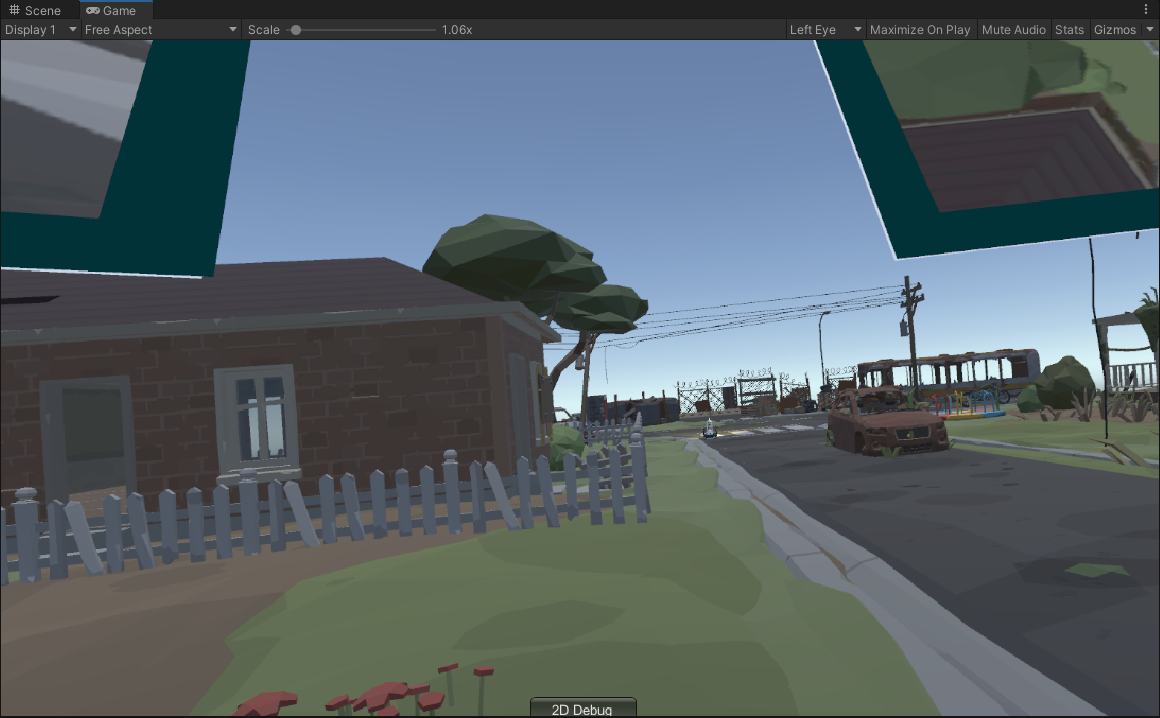 Scene Game
Display 1 Free Aspect Scale 1.06x Left Eye Maximize On Play Mute Audio Stats Gizmos
2D Debug